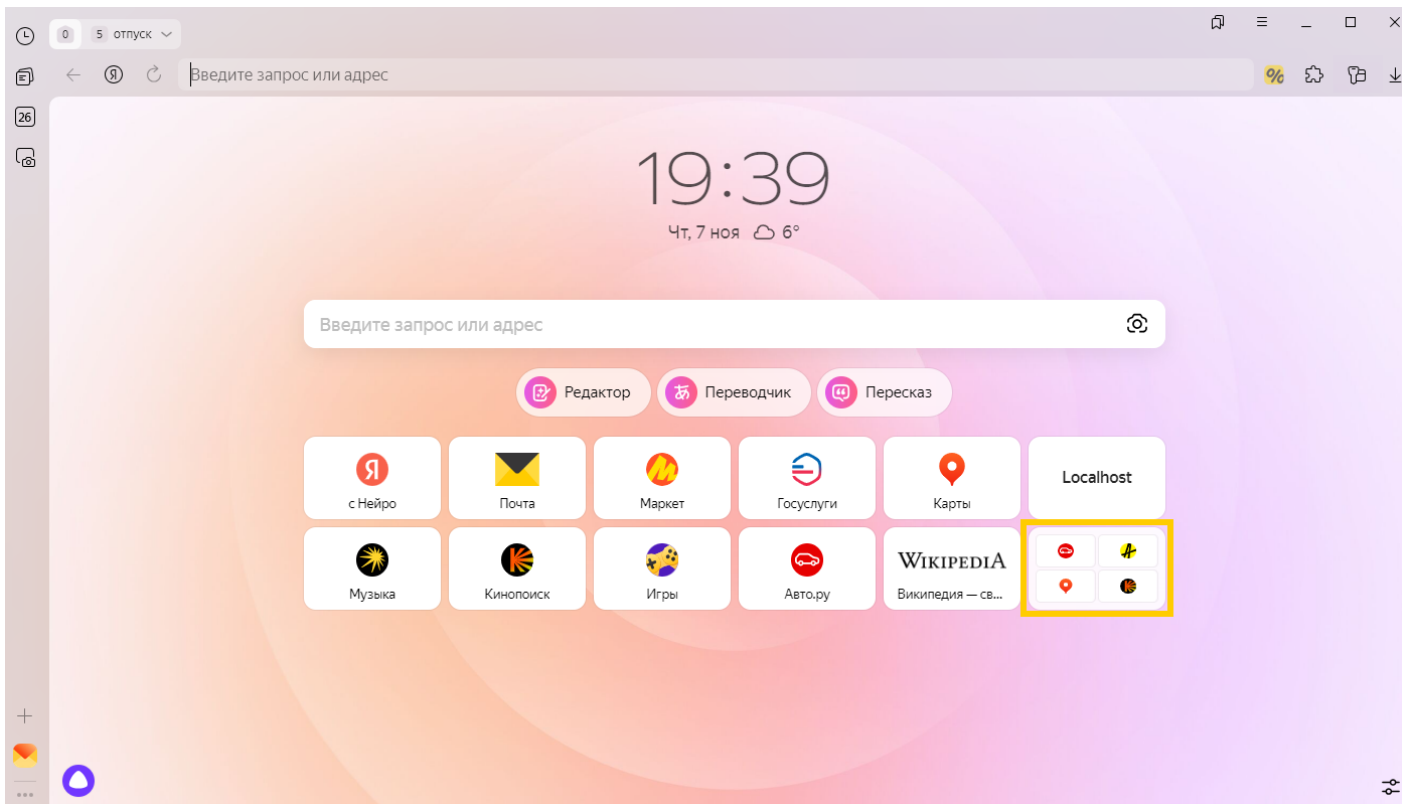 0 5 отпуск
Введите запрос или адрес
26
19:39
Чт, 7 ноя 6°
Введите запрос или адрес
Редактор Переводчик Пересказ
Я
с Нейро Почта Маркет Госуслуги Карты Localhost
WIKIPEDIA
Музыка Кинопоиск Игры Авто.ру Википедия — св...